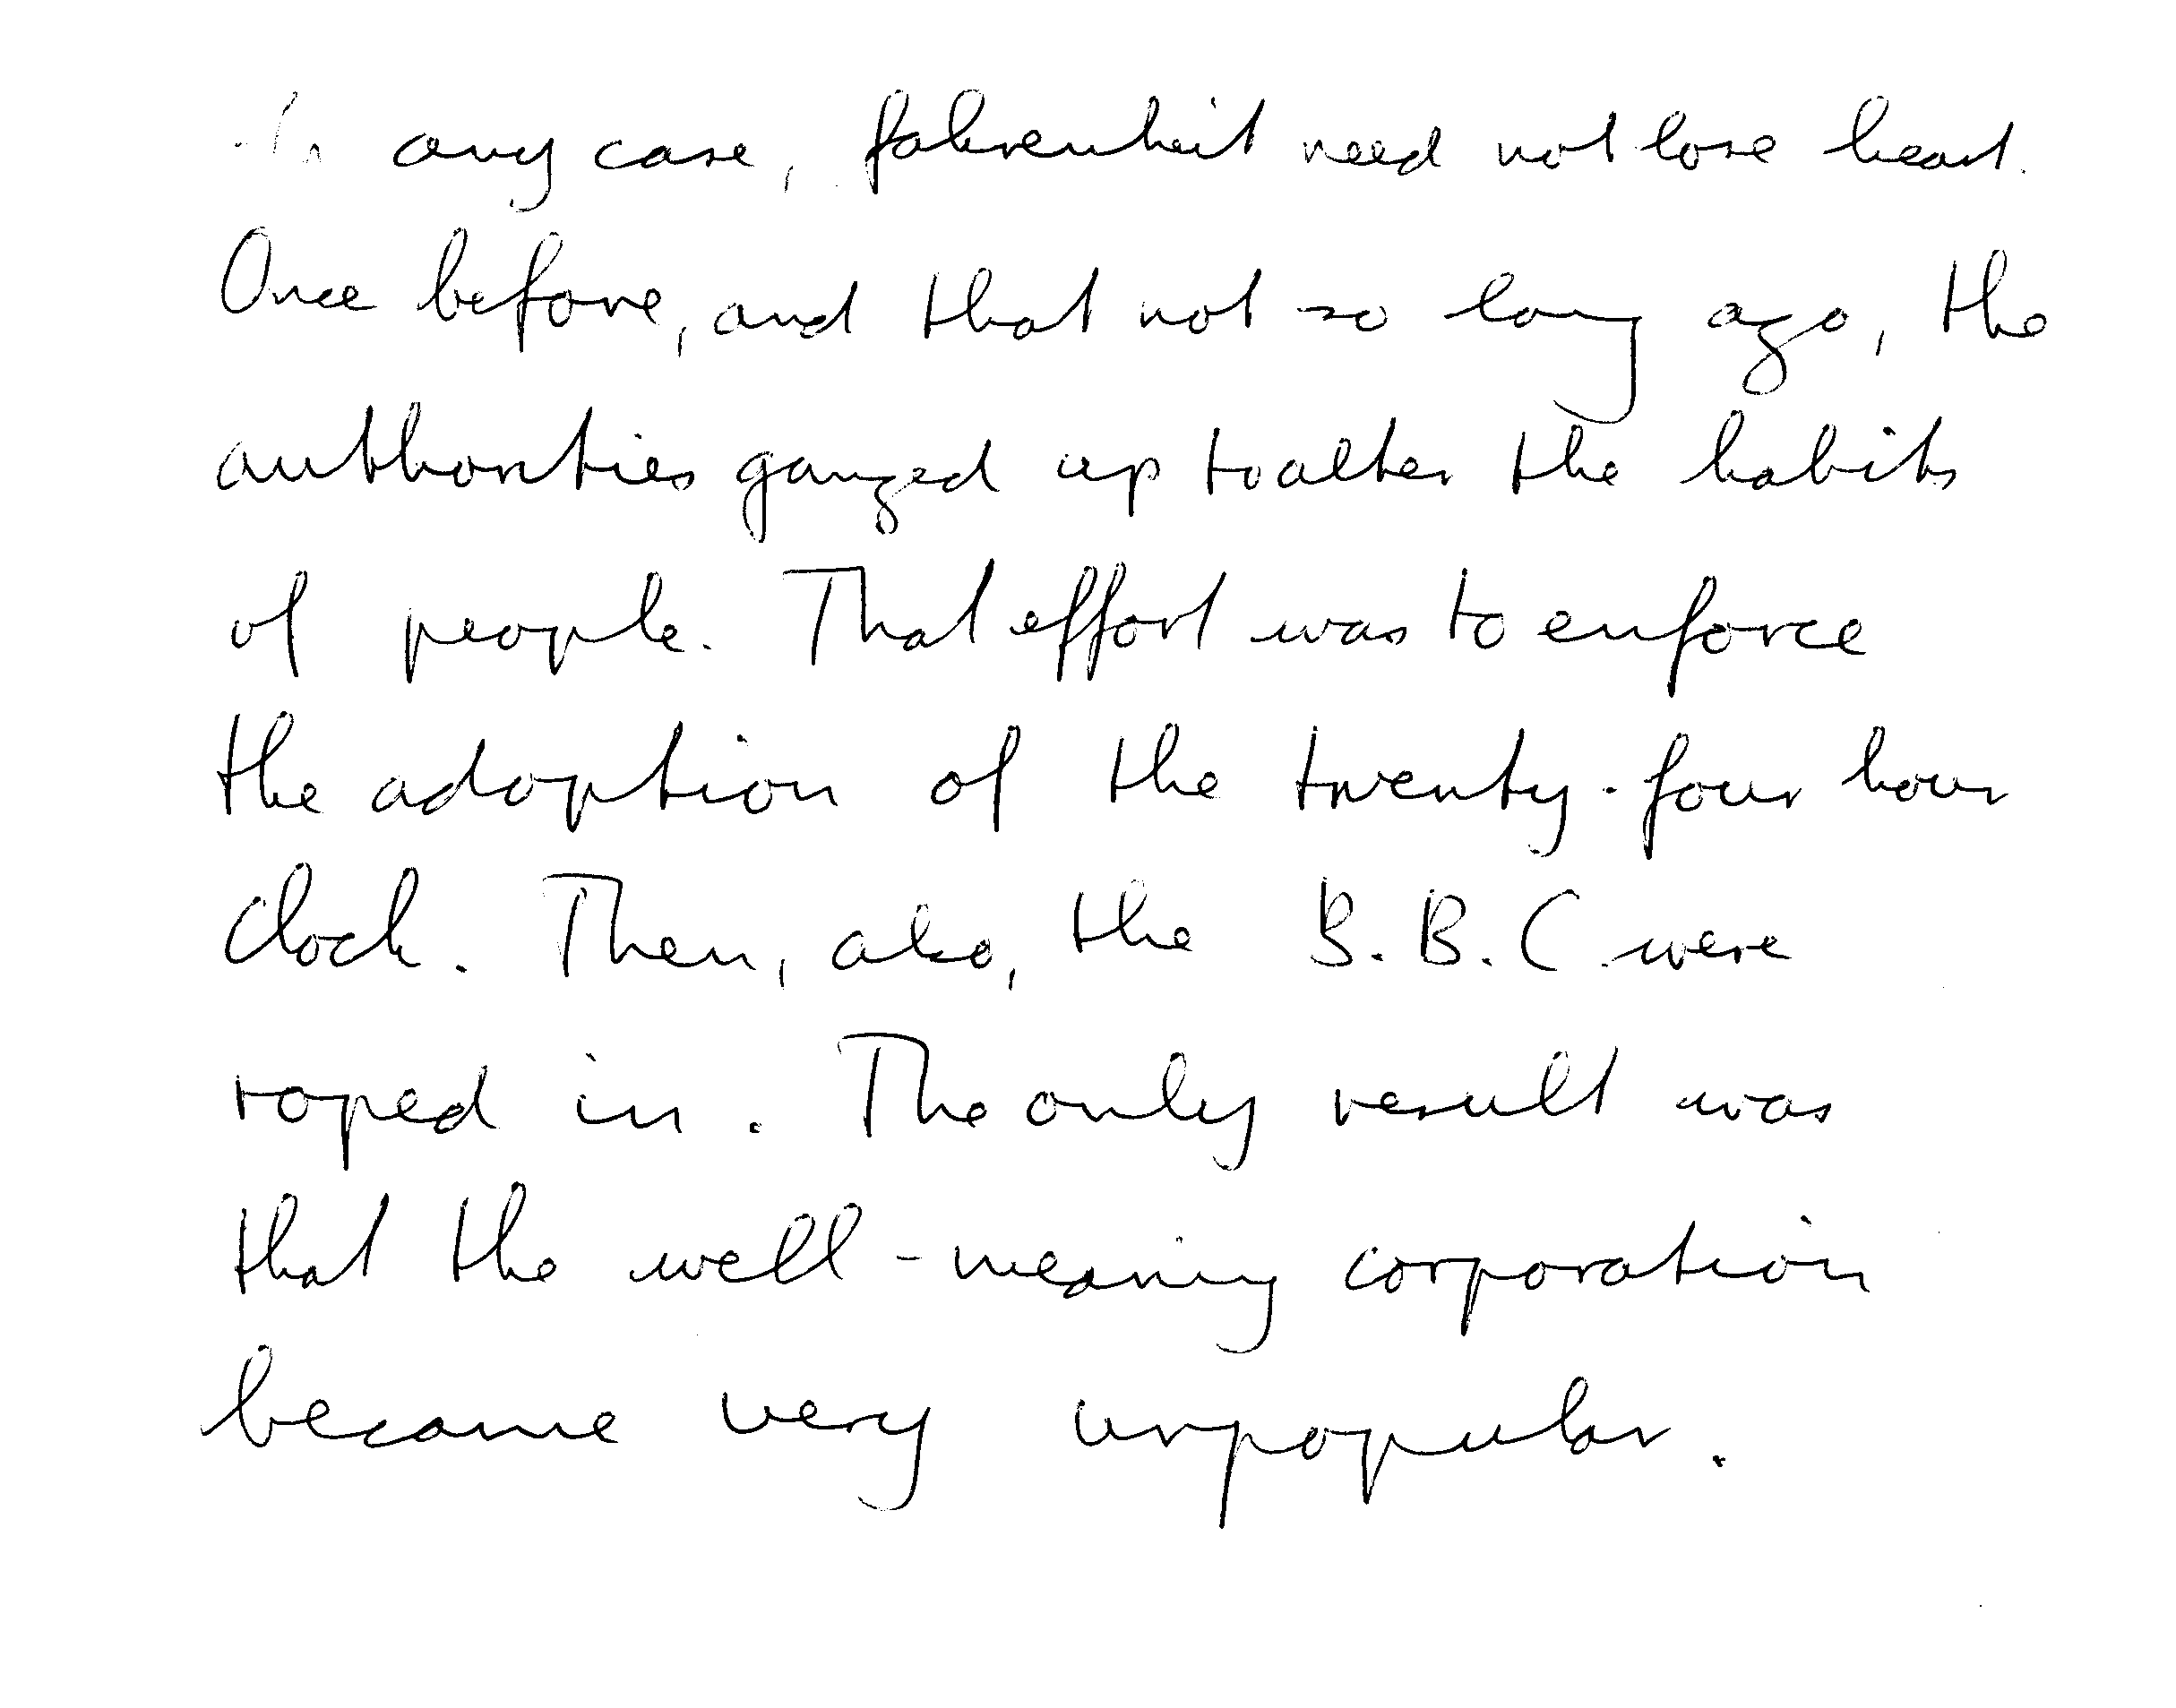 In any case, fahrenheit need not lose heart.
Once before, and that not so long ago, the
authorities ganged up to alter the habits
of people. That effort was to enforce
the adoption of the twenty-four hour
clock. Then, also, the B.B.C. were
roped in. The only result was
that the well-meaning corporation
became very unpopular.